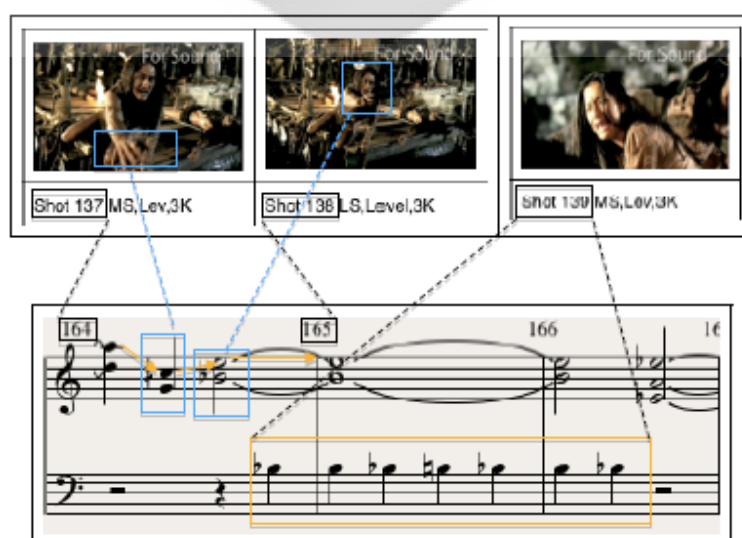 For Sound
For Sound
For Sound
Shot 137 MS,Lev,3K
Shot 138 LS,Level,3K
Shot 139 MS,Lev,3K
164
165
166
16